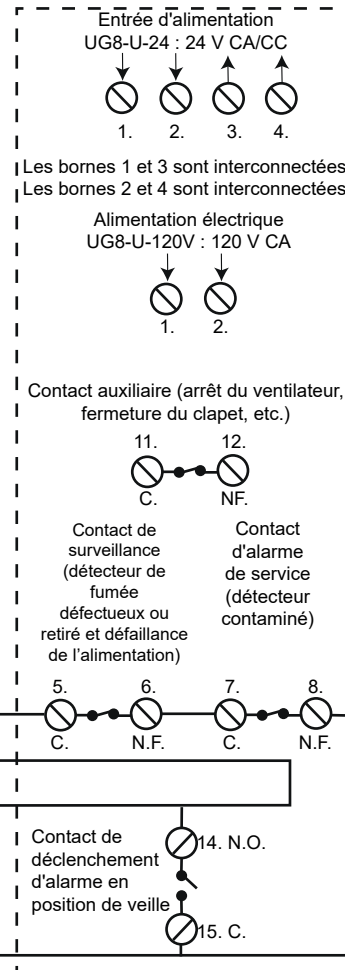 Entrée d'alimentation
UG8-U-24 : 24 V CA/CC
1. 2. 3. 4.
Les bornes 1 et 3 sont interconnectées
Les bornes 2 et 4 sont interconnectées
Alimentation électrique
UG8-U-120V : 120 V CA
1. 2.
Contact auxiliaire (arrêt du ventilateur,
fermeture du clapet, etc.)
11. 12.
C. NF.
Contact de
surveillance
(détecteur de
fumée
défectueux ou
retiré et défaillance
de l'alimentation)
Contact
d'alarme
de service
(détecteur
contaminé)
5. 6. 7. 8.
C. N.F. C. N.F.
Contact de
déclenchement
d'alarme en
position de veille
14. N.O.
15. C.